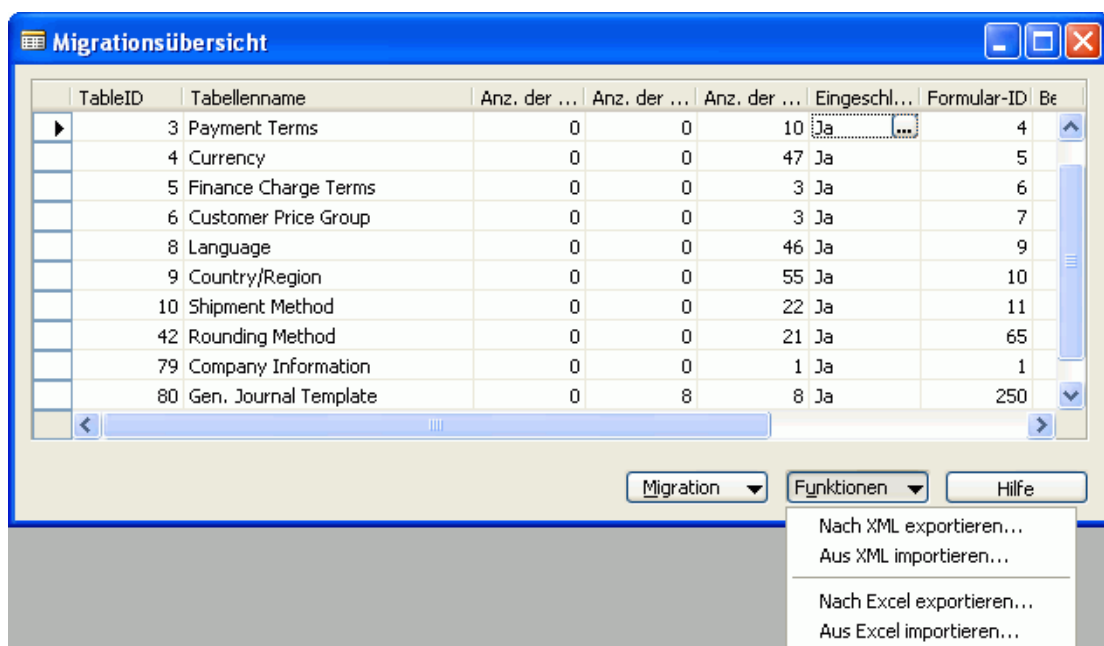 Migrationsübersicht
TableID Tabellenname Anz. der ... Anz. der ... Anz. der ... Eingeschl... Formular-ID Be
3 Payment Terms 0 0 10 Ja ... 4
4 Currency 0 0 47 Ja 5
5 Finance Charge Terms 0 0 3 Ja 6
6 Customer Price Group 0 0 3 Ja 7
8 Language 0 0 46 Ja 9
9 Country/Region 0 0 55 Ja 10
10 Shipment Method 0 0 22 Ja 11
42 Rounding Method 0 0 21 Ja 65
79 Company Information 0 0 1 Ja 1
80 Gen. Journal Template 0 8 8 Ja 250
Migration Funktionen Hilfe
Nach XML exportieren...
Aus XML importieren...
Nach Excel exportieren...
Aus Excel importieren...